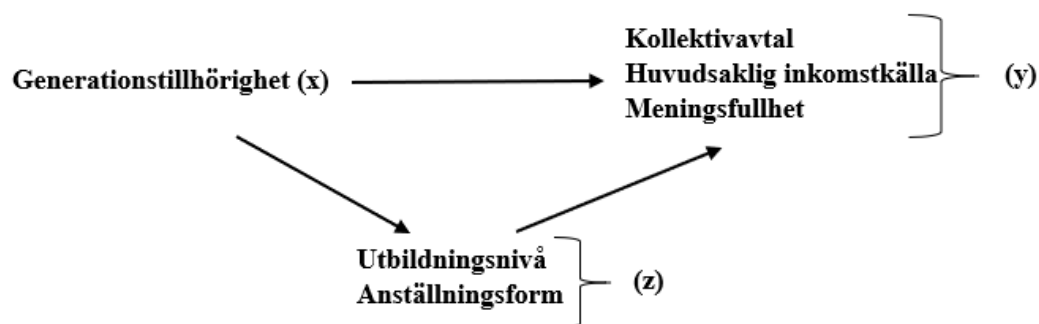 Generationstillhörighet (x)
Kollektivavtal
Huvudsaklig inkomstkälla
Meningsfullhet
(y)
Utbildningsnivå
Anställningsform
(z)